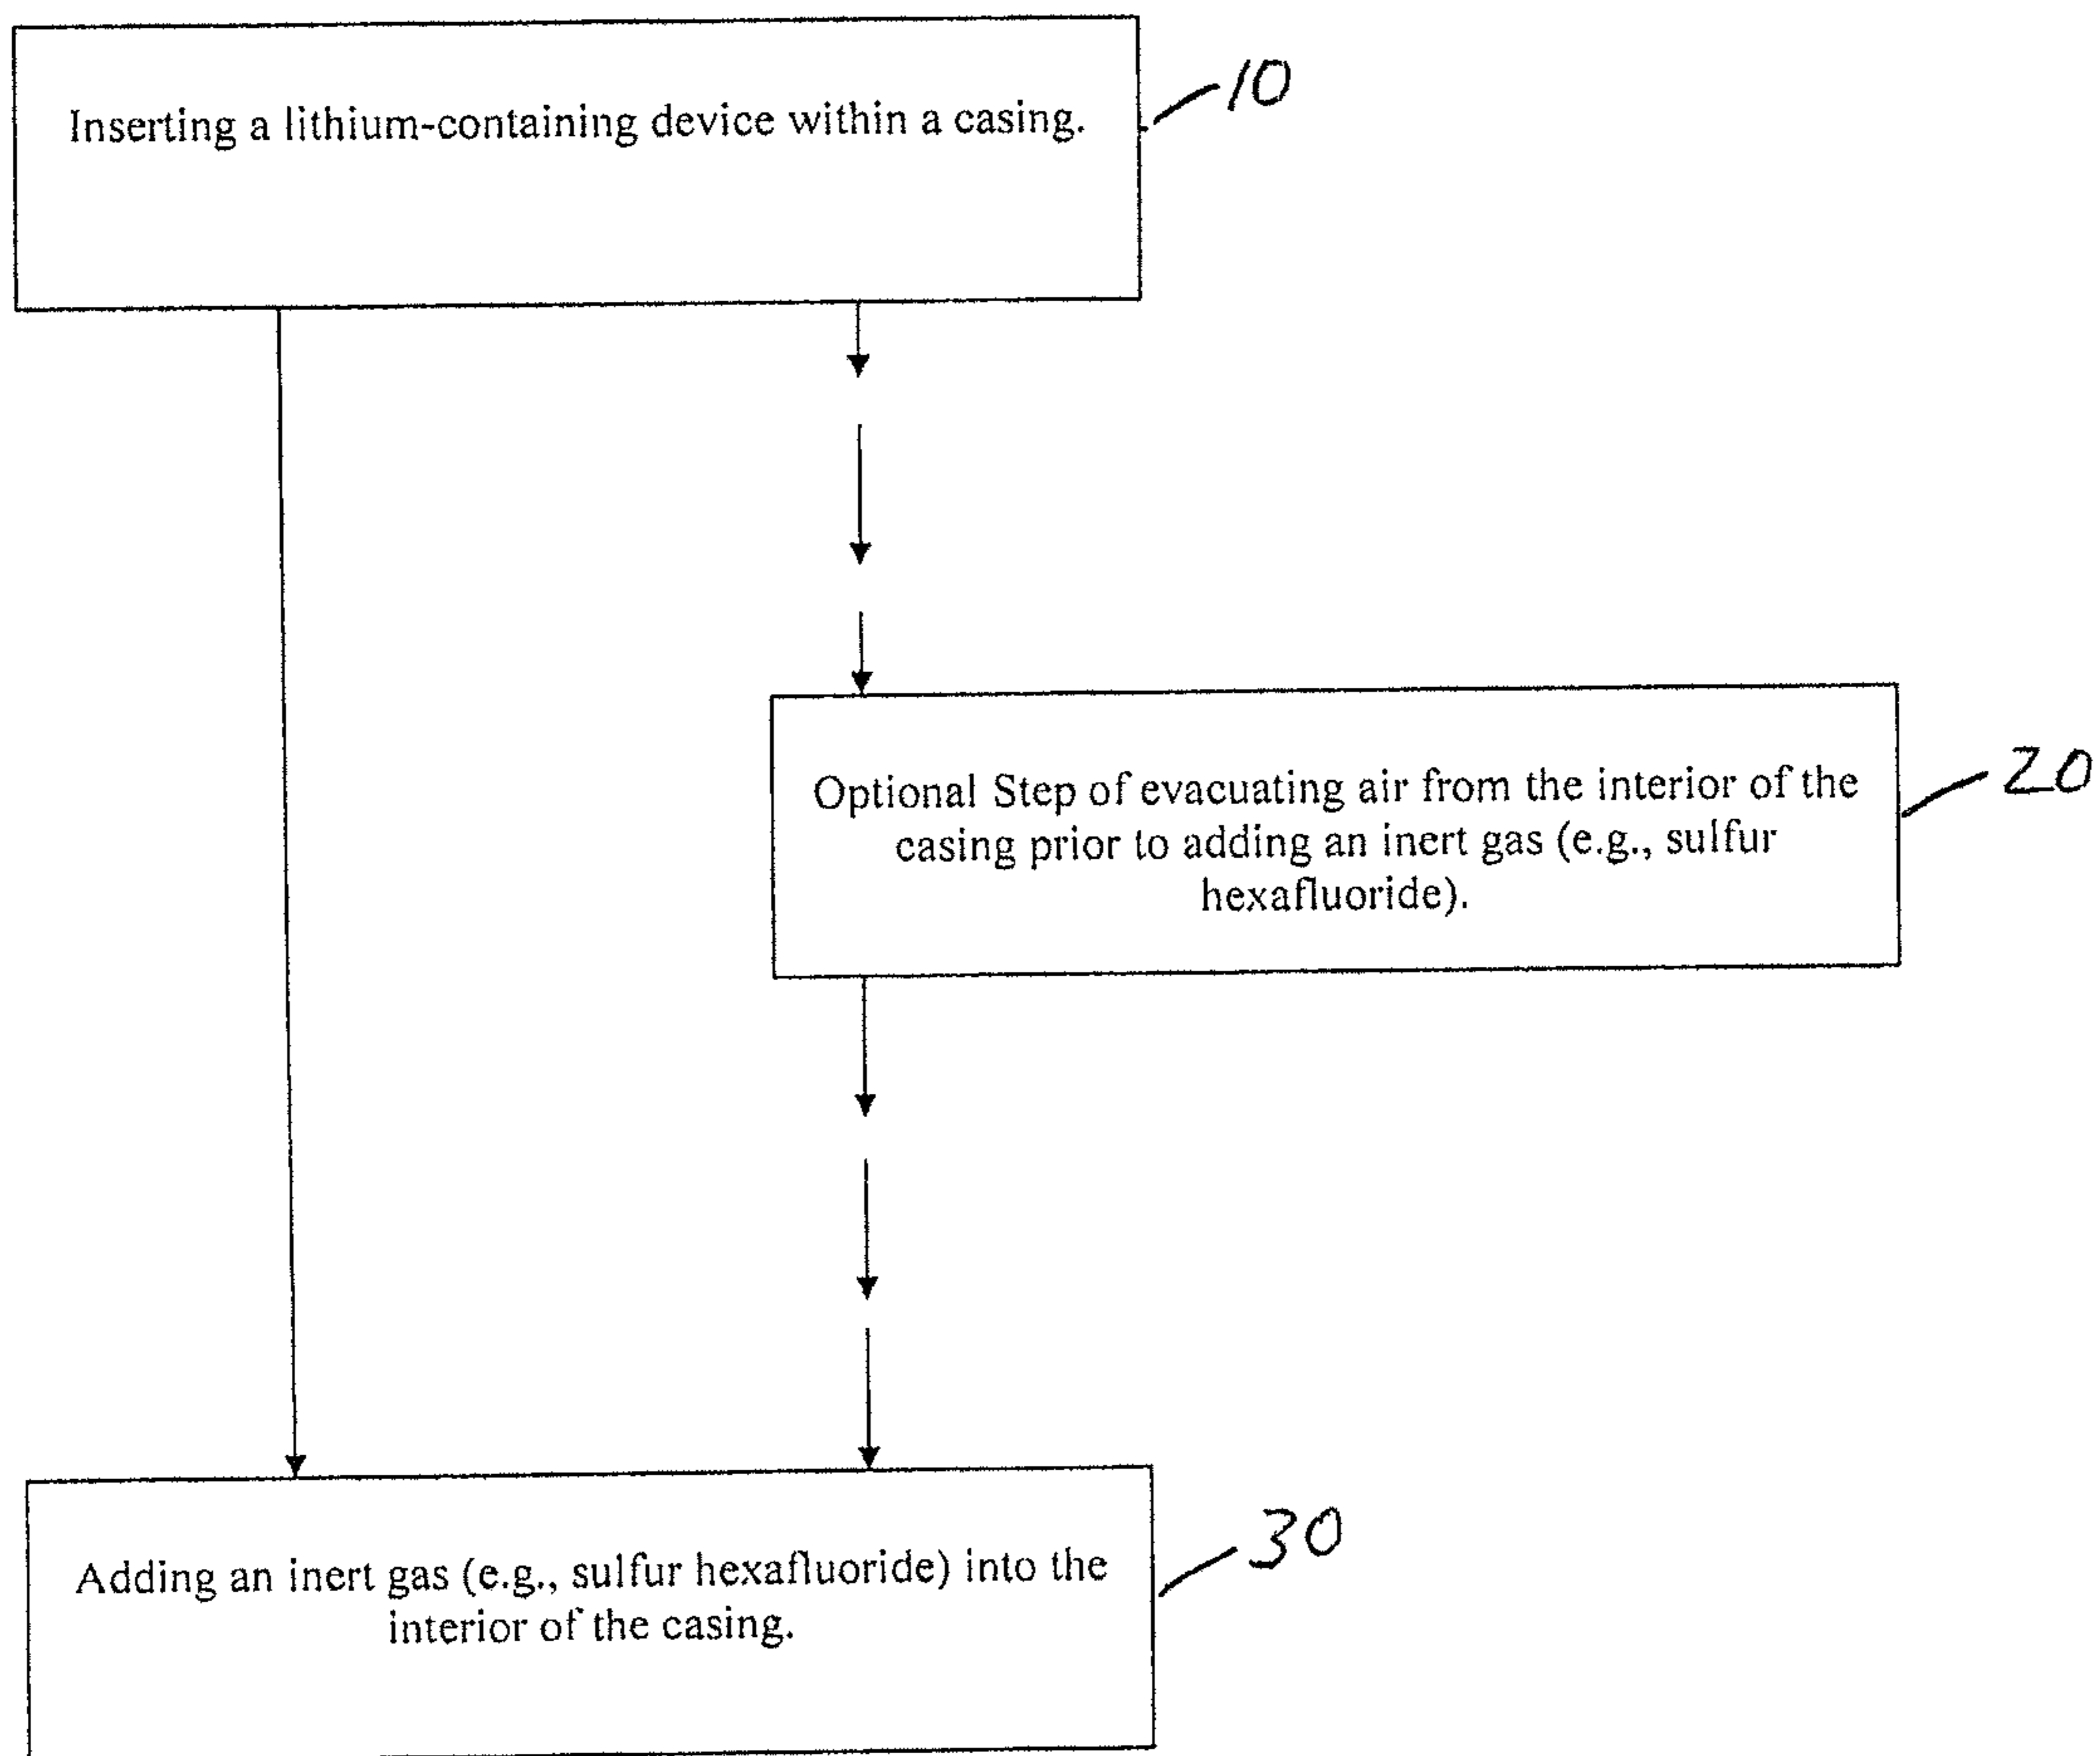 Inserting a lithium-containing device within a casing.
10
Optional Step of evacuating air from the interior of the
casing prior to adding an inert gas (e.g., sulfur
hexafluoride).
20
Adding an inert gas (e.g., sulfur hexafluoride) into the
interior of the casing.
30